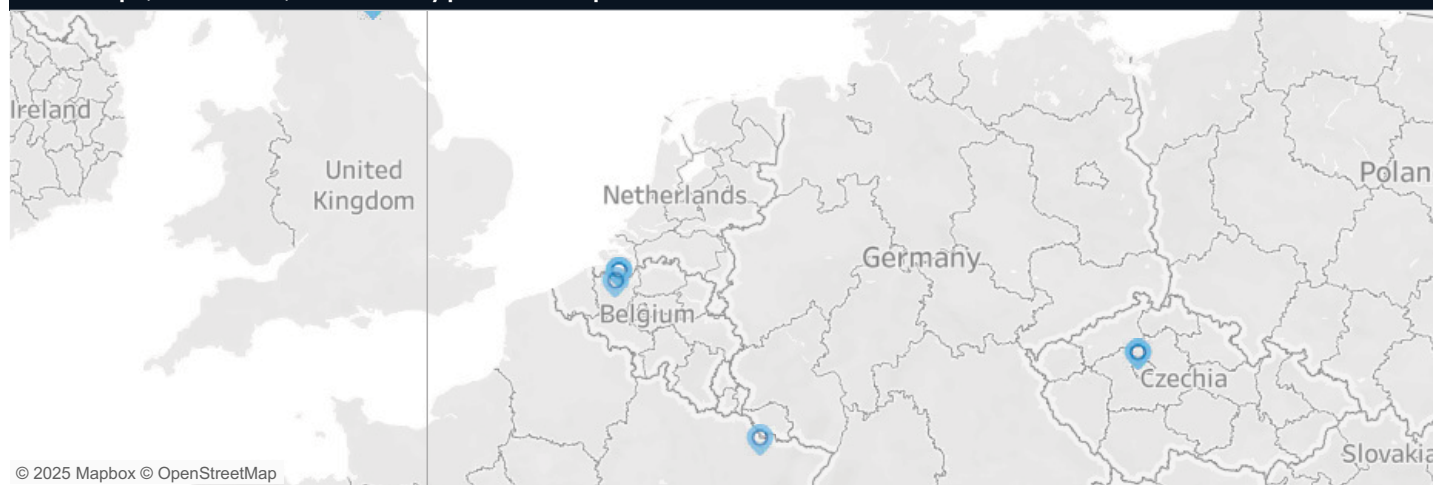 Ireland
United
Kingdom
Netherlands
Polan
Germany
Belgium
Czechia
Slovakia
© 2025 Mapbox © OpenStreetMap